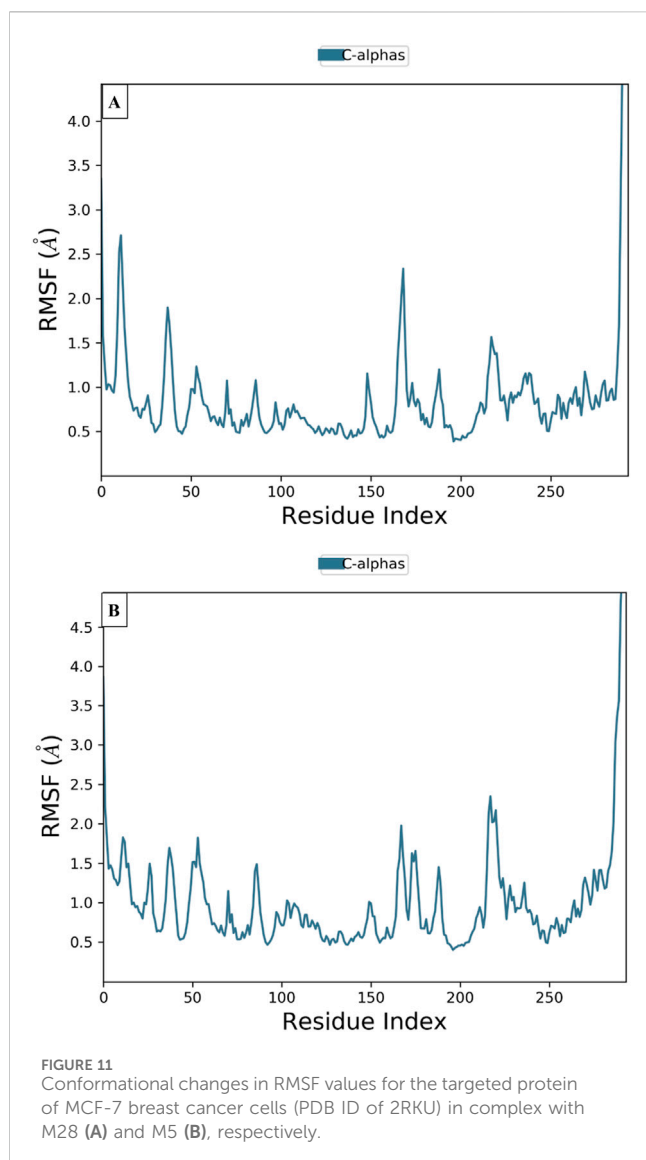 C-alphas
A
4.0
3.5
3.0
2.5
2.0
1.5
1.0
0.5
RMSF (Å)
0 50 100 150 200 250
Residue Index
C-alphas
B
4.5
4.0
3.5
3.0
2.5
2.0
1.5
1.0
0.5
RMSF (Å)
0 50 100 150 200 250
Residue Index
FIGURE 11
Conformational changes in RMSF values for the targeted protein
of MCF-7 breast cancer cells (PDB ID of 2RKU) in complex with
M28 (A) and M5 (B), respectively.